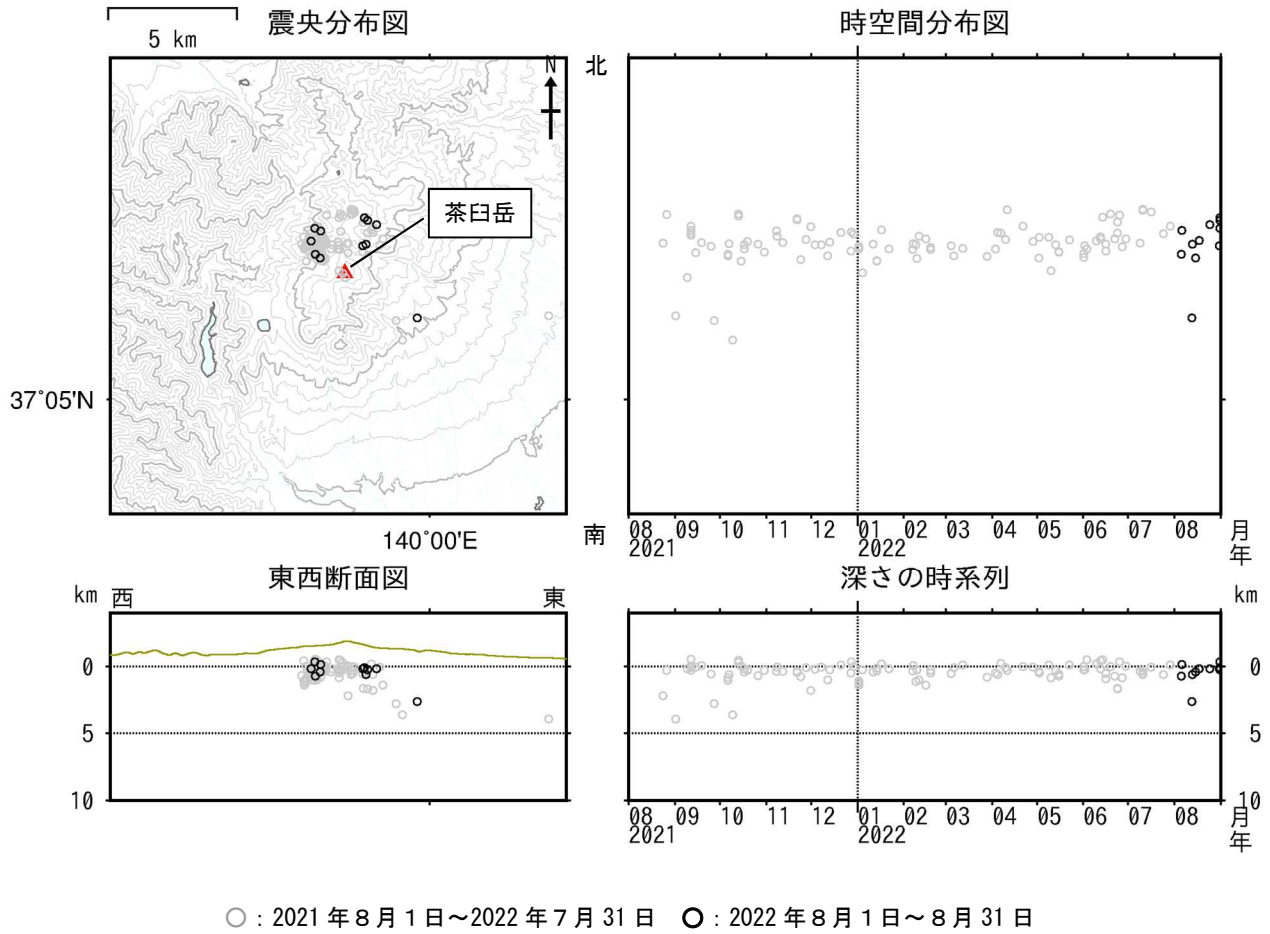 5 km
震央分布図
時空間分布図
N
北
茶臼岳
37°05'N
140°00'E
南
08 09 10 11 12 01 02 03 04 05 06 07 08 月
2021 2022 年
東西断面図
深さの時系列
km 西 東
km
0
5
10
0
5
10
08 09 10 11 12 01 02 03 04 05 06 07 08 月
2021 2022 年
○：2021 年８月１日～2022 年７月 31 日 ○：2022 年８月１日～８月 31 日